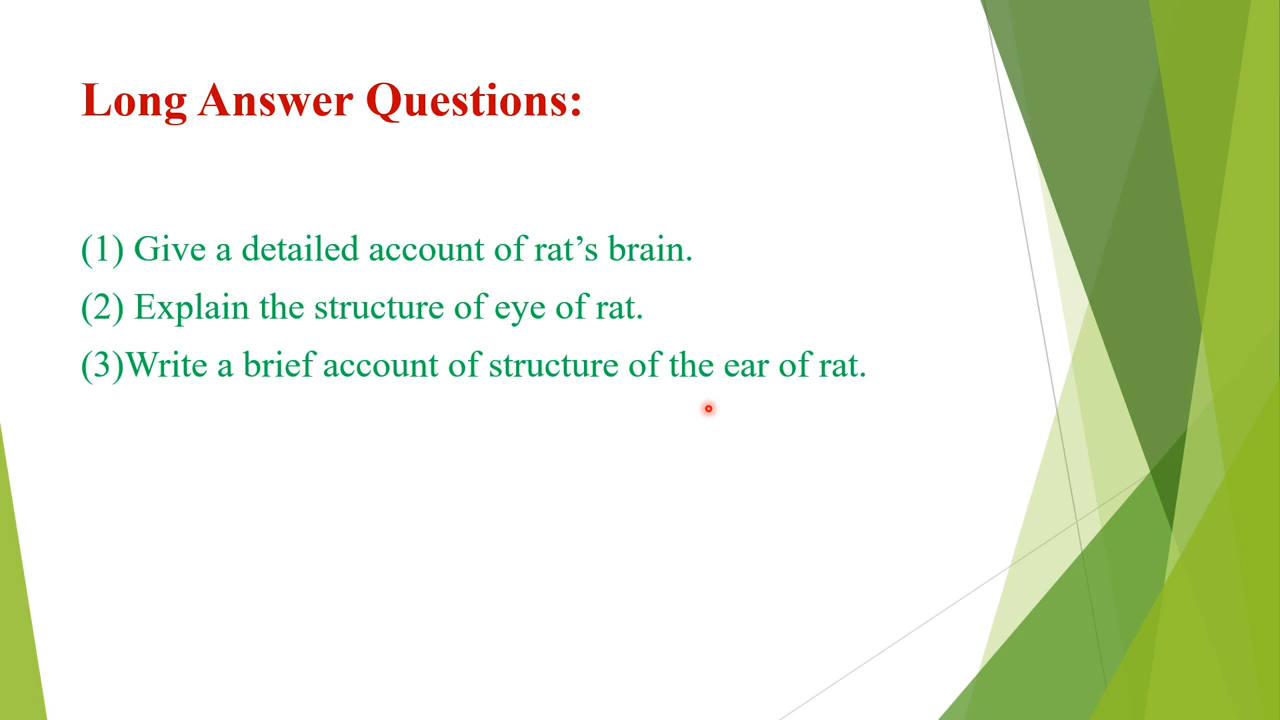 Long Answer Questions:
(1) Give a detailed account of rat’s brain.
(2) Explain the structure of eye of rat.
(3)Write a brief account of structure of the ear of rat.